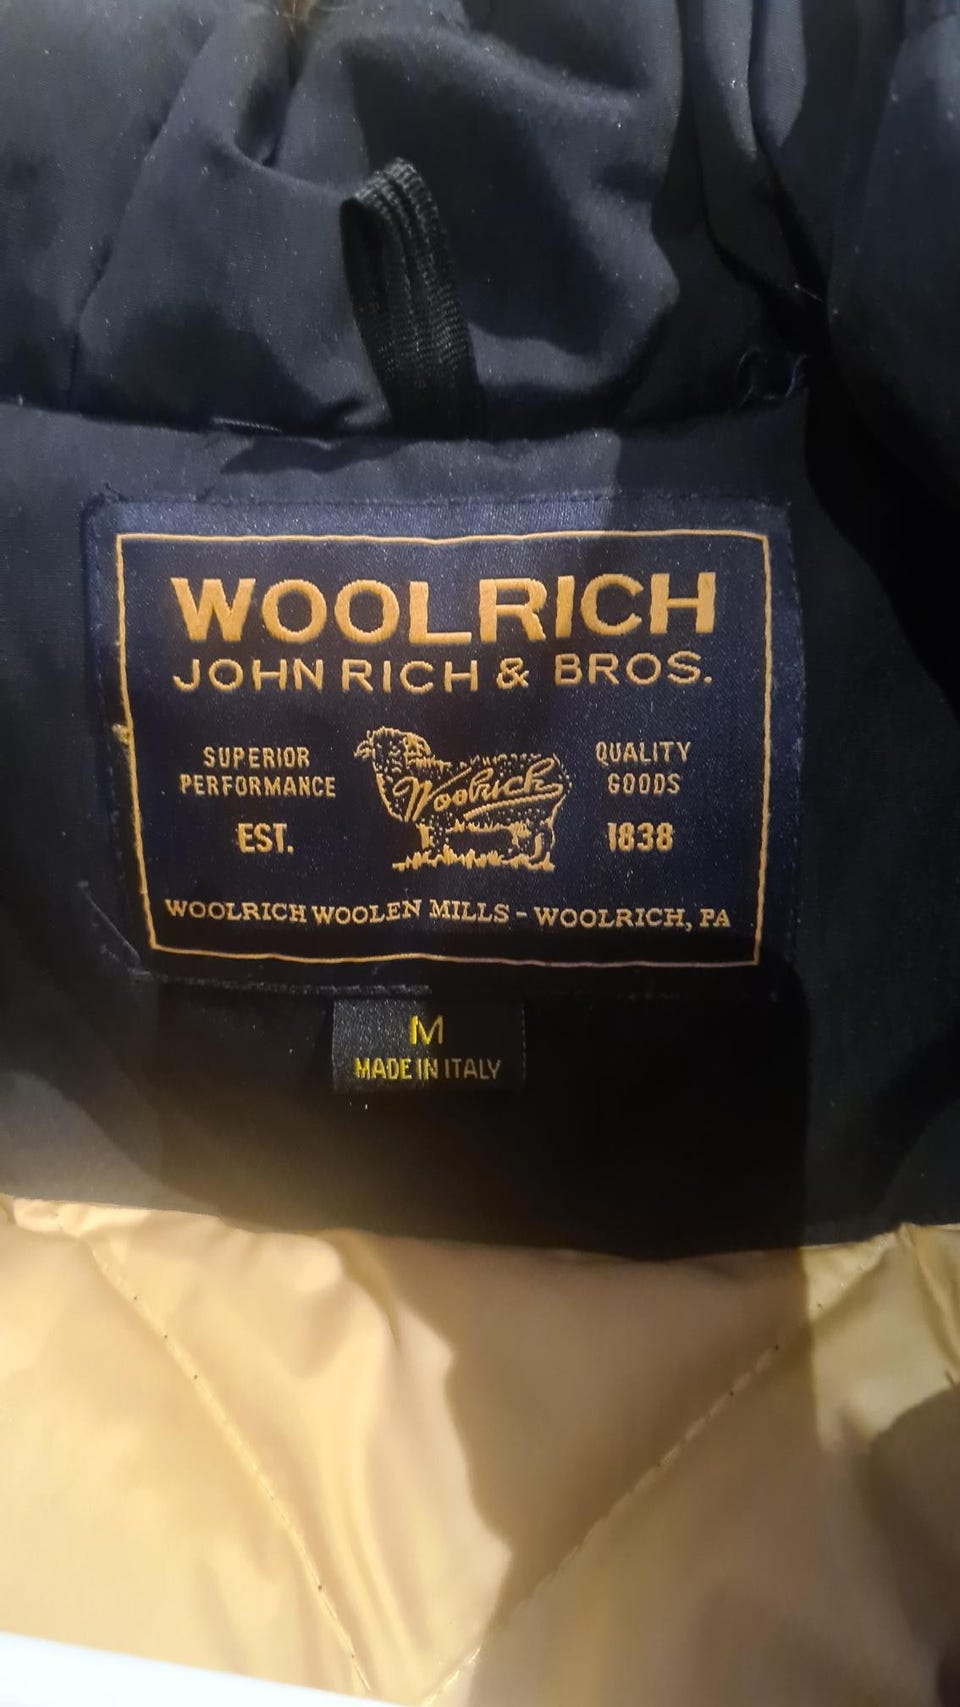 WOOLRICH
JOHN RICH & BROS.
SUPERIOR
PERFORMANCE
EST.
Woolrich
QUALITY
GOODS
1838
WOOLRICH WOOLEN MILLS - WOOLRICH, PA
M
MADE IN ITALY